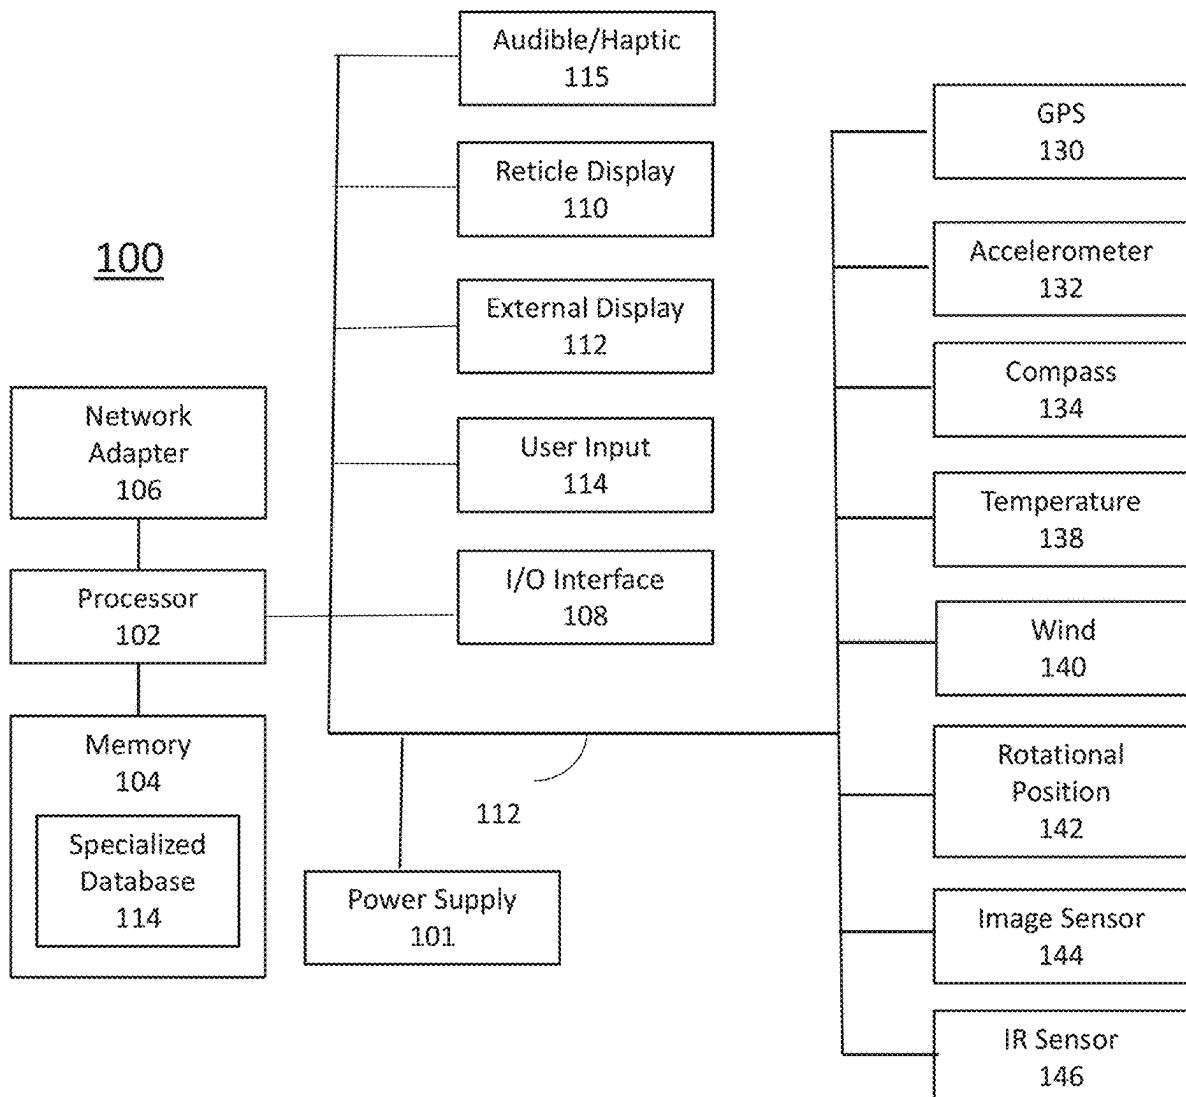 100
Network
Adapter
106
Processor
102
Memory
104
Specialized
Database
114
Audible/Haptic
115
Reticle Display
110
External Display
112
User Input
114
I/O Interface
108
112
Power Supply
101
GPS
130
Accelerometer
132
Compass
134
Temperature
138
Wind
140
Rotational
Position
142
Image Sensor
144
IR Sensor
146